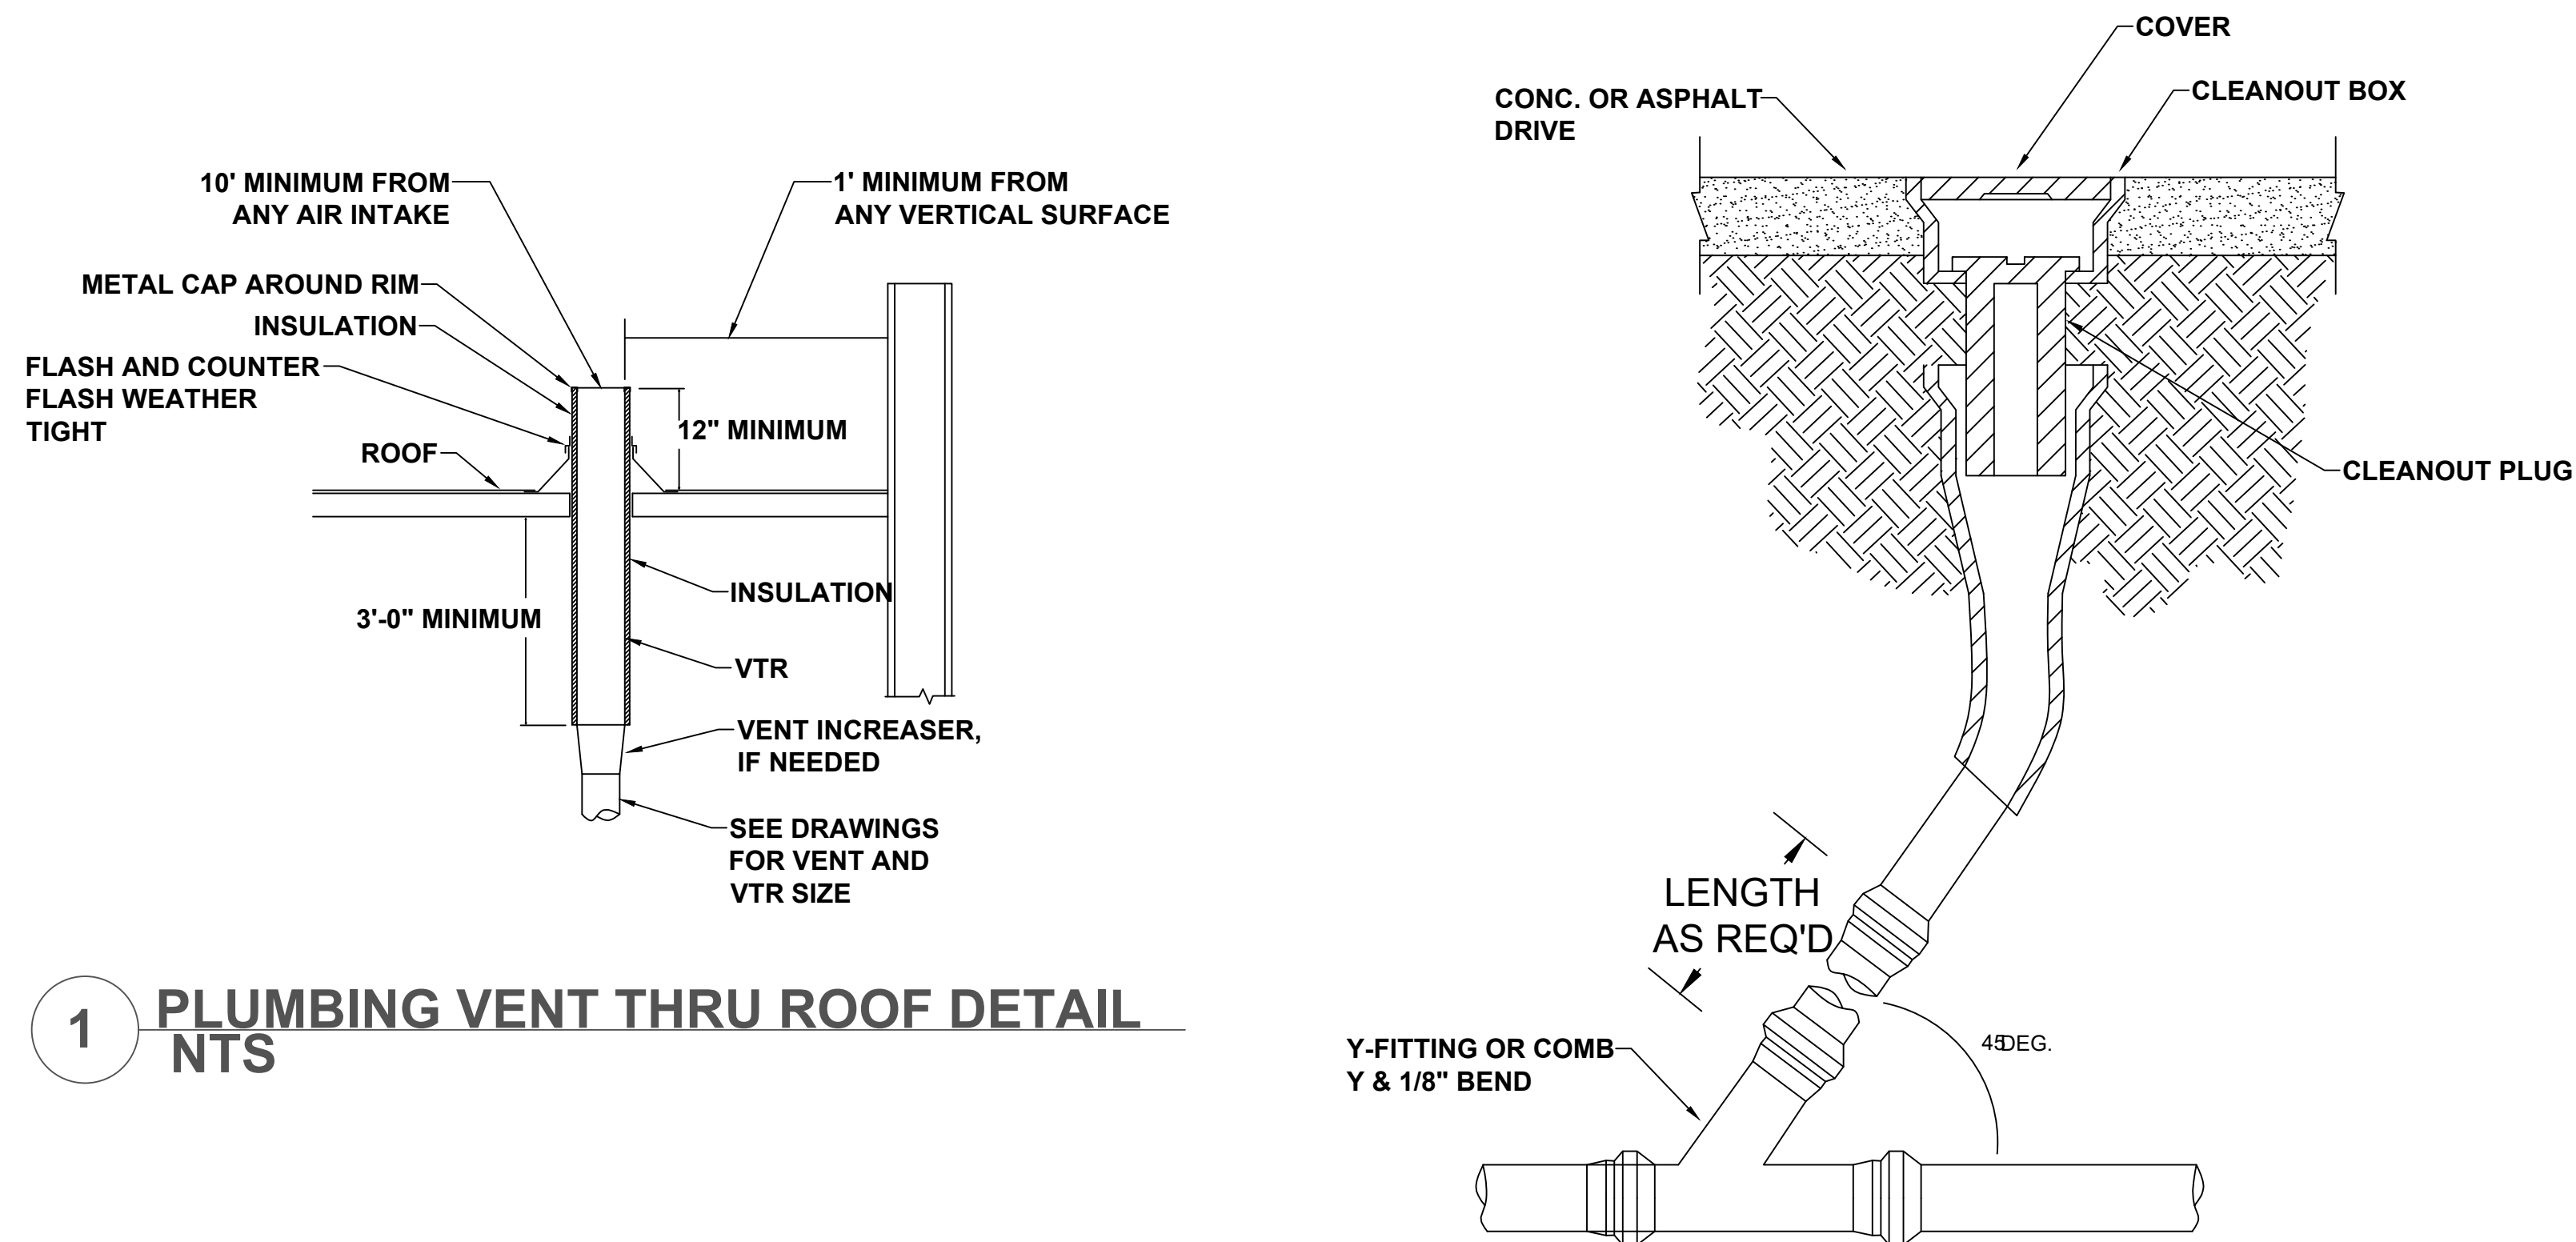 10' MINIMUM FROM
ANY AIR INTAKE
1' MINIMUM FROM
ANY VERTICAL SURFACE
METAL CAP AROUND RIM
INSULATION
FLASH AND COUNTER
FLASH WEATHER
TIGHT
ROOF
12" MINIMUM
3'-0" MINIMUM
INSULATION
VTR
VENT INCREASER,
IF NEEDED
SEE DRAWINGS
FOR VENT AND
VTR SIZE
1
PLUMBING VENT THRU ROOF DETAIL
NTS
COVER
CONC. OR ASPHALT
DRIVE
CLEANOUT BOX
CLEANOUT PLUG
LENGTH
AS REQ'D
Y-FITTING OR COMB
Y & 1/8" BEND
45DEG.